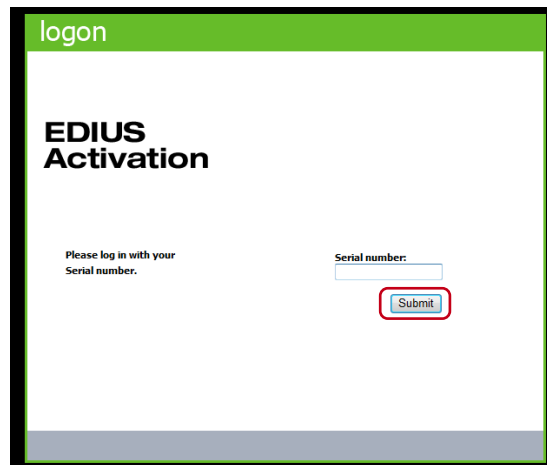 logon
EDIUS
Activation
Please log in with your
Serial number.
Serial number:
Submit